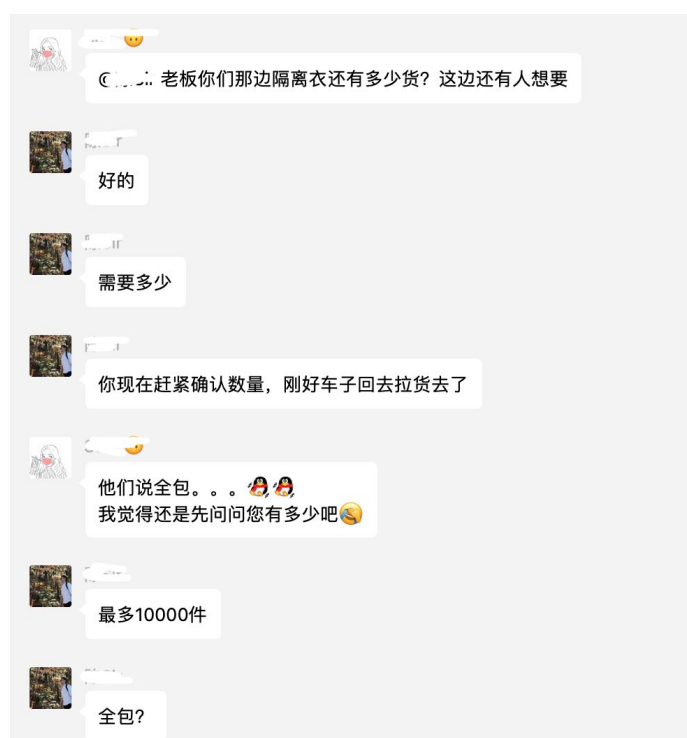 老板你们那边隔离衣还有多少货？这边还有人想要
好的
需要多少
你现在赶紧确认数量，刚好车子回去拉货去了
他们说全包。。。
我觉得还是先问问您有多少吧
最多10000件
全包？